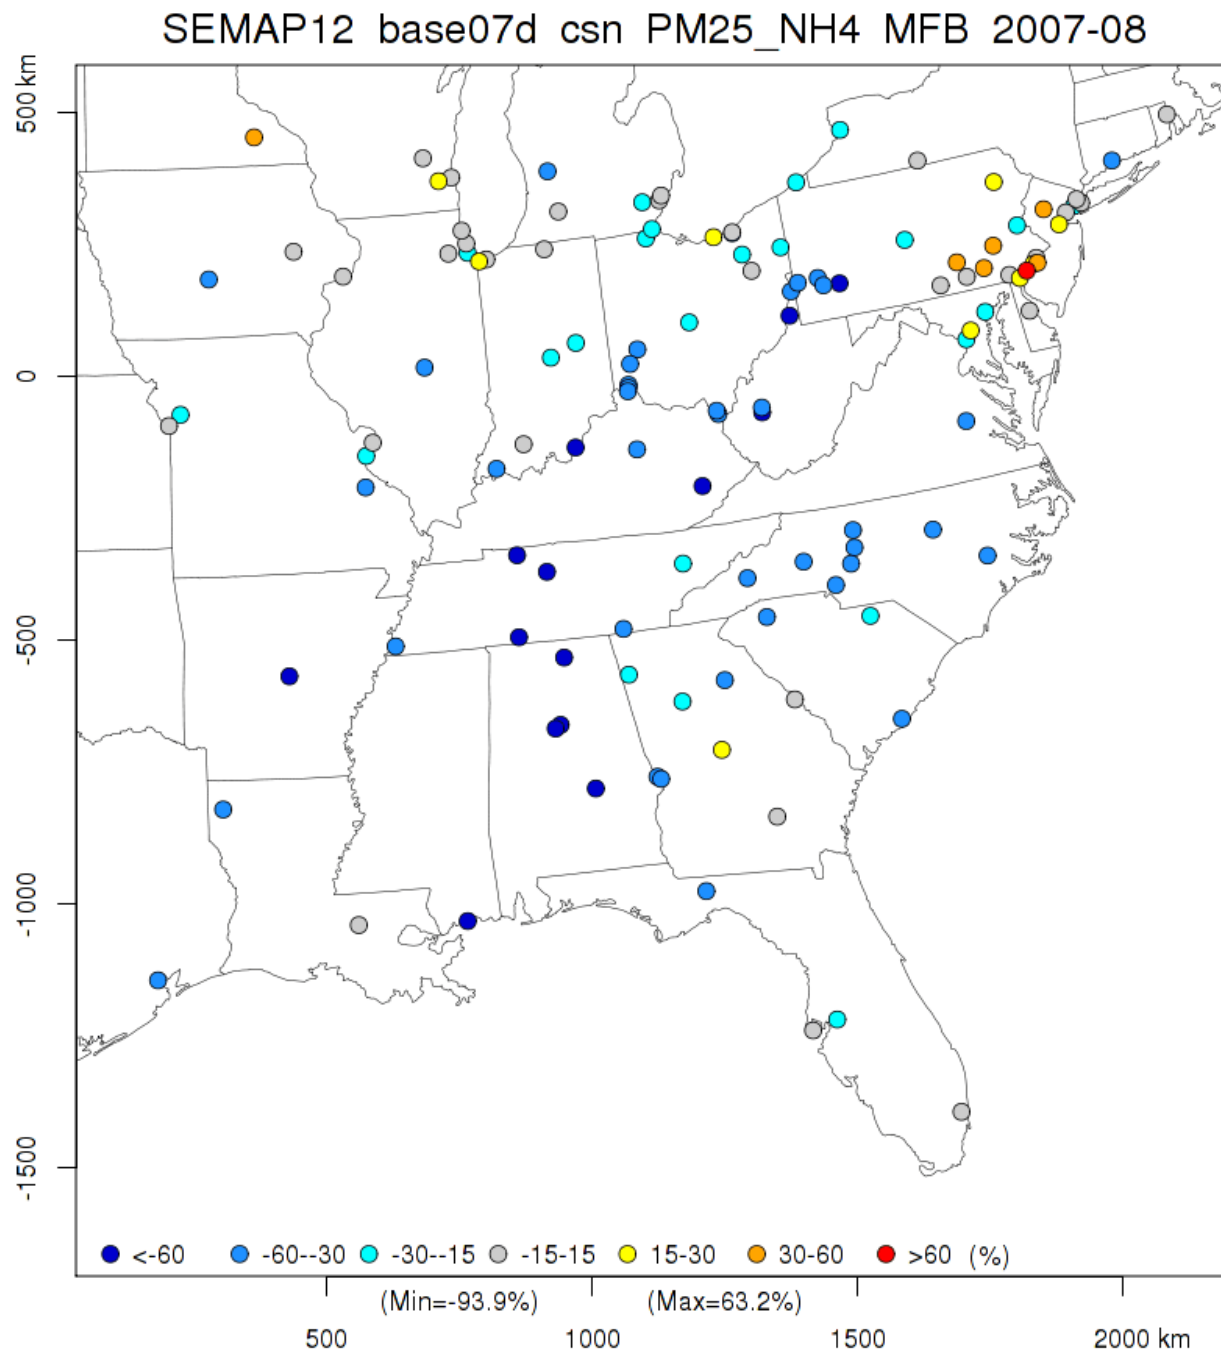 SEMAP12 base07d csn PM25_NH4 MFB 2007-08
500 km
0
-500
-1000
-1500
<-60 -60--30 -30--15 -15-15 15-30 30-60 >60 (%)
(Min=-93.9%) (Max=63.2%)
500 1000 1500 2000 km